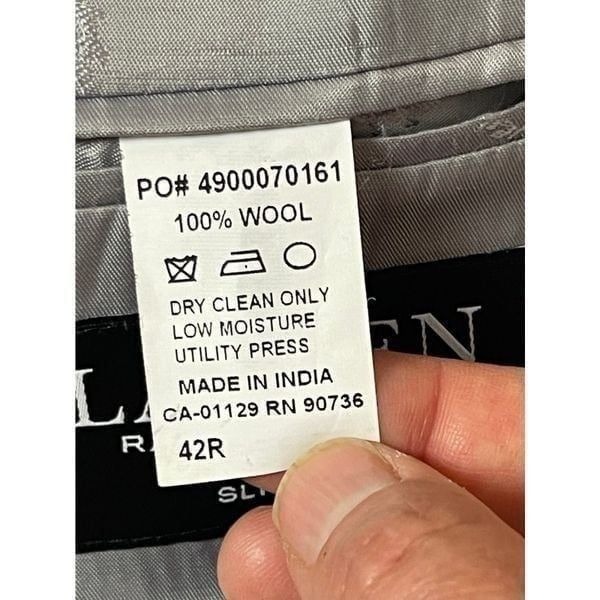 PO# 4900070161
100% WOOL
DRY CLEAN ONLY
LOW MOISTURE
UTILITY PRESS
MADE IN INDIA
CA-01129 RN 90736
42R